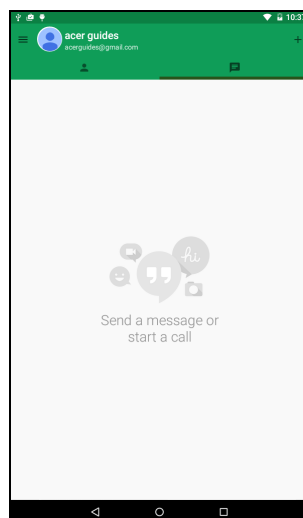 10:37
acer guides
acerguides@gmail.com
hi
Send a message or
start a call